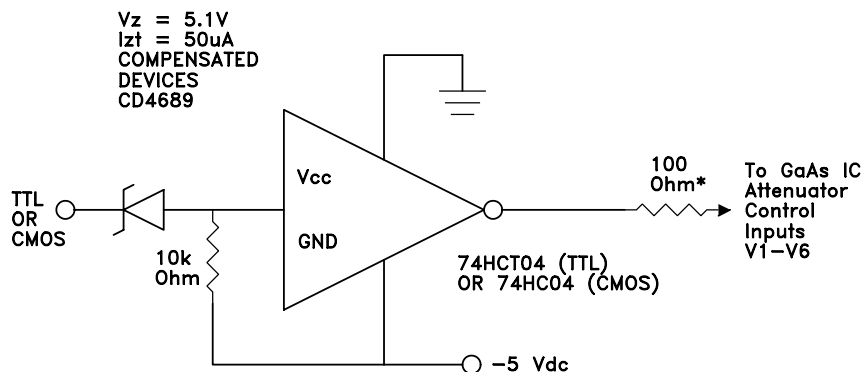 Vz = 5.1V
Izt = 50uA
COMPENSATED
DEVICES
CD4689
TTL
OR
CMOS
10k
Ohm
Vcc
GND
74HCT04 (TTL)
OR 74HC04 (CMOS)
-5 Vdc
100
Ohm*
To GaAs IC
Attenuator
Control
Inputs
V1-V6